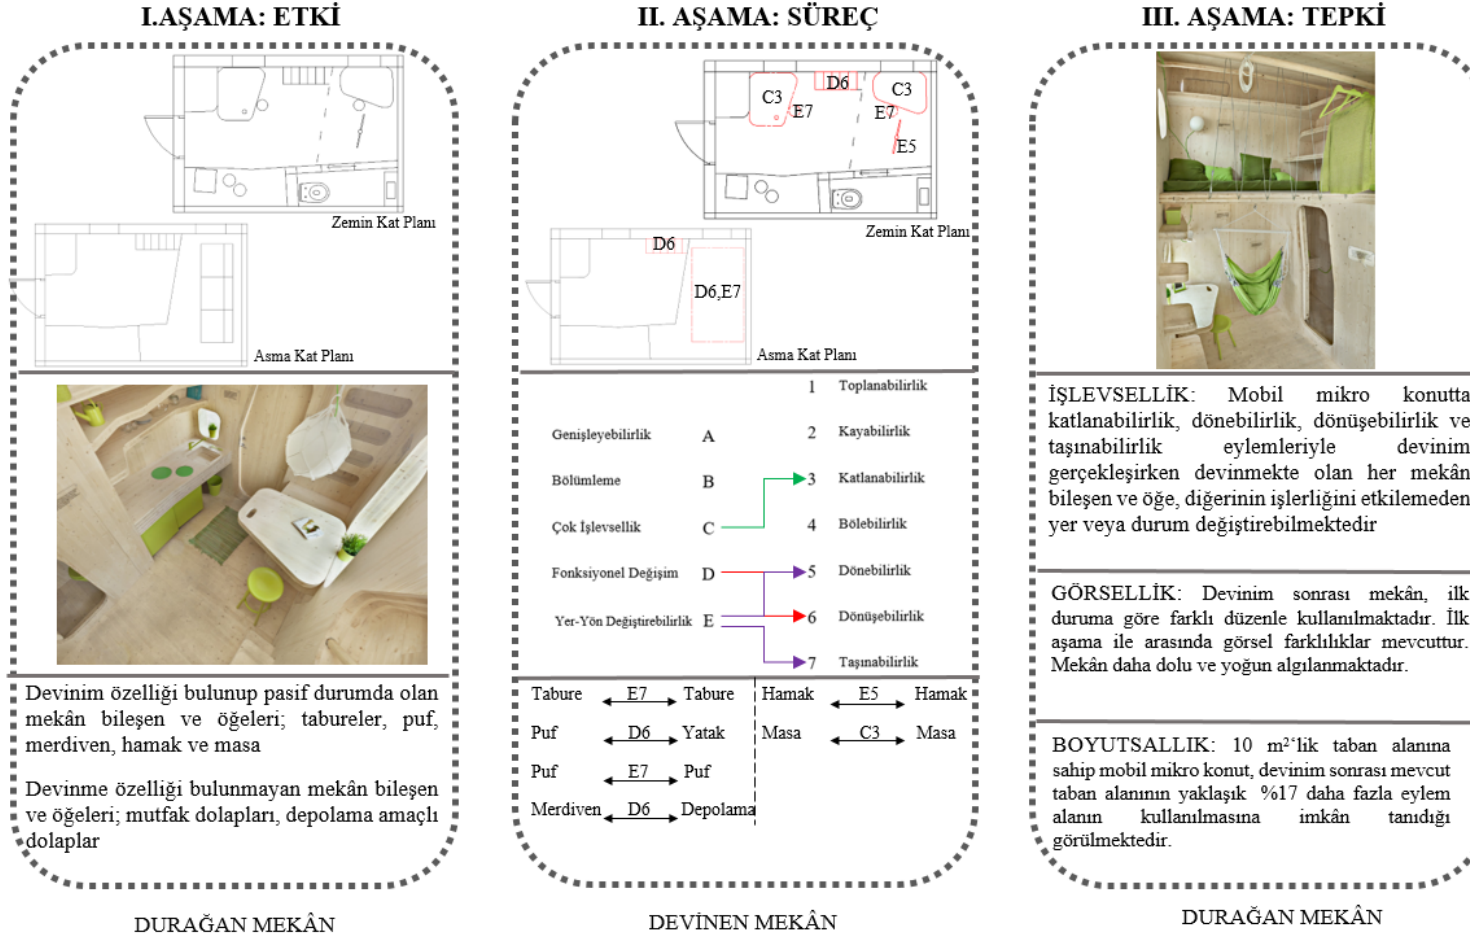 I.AŞAMA: ETKİ
Zemin Kat Planı
Asma Kat Planı
Devinim özelliği bulunup pasif durumda olan
mekân bileşen ve öğeleri; tabureler, puf,
merdiven, hamak ve masa
Devinme özelliği bulunmayan mekân bileşen
ve öğeleri; mutfak dolapları, depolama amaçlı
dolaplar
DURAĞAN MEKÂN
II. AŞAMA: SÜREÇ
D6
C3
C3
E7
E7
E5
Zemin Kat Planı
D6
D6,E7
Asma Kat Planı
1 Toplanabilirlik
Genişleyebilirlik A
2 Kayabilirlik
Bölümleme B
3 Katlanabilirlik
Çok İşlevsellik C
4 Bölebilirlik
Fonksiyonel Değişim D
5 Dönebilirlik
Yer-Yön Değiştirebilirlik E
6 Dönüşebilirlik
7 Taşınabilirlik
Tabure E7 Tabure
Puf D6 Yatak
Puf E7 Puf
Merdiven D6 Depolama
Hamak E5 Hamak
Masa C3 Masa
DEVİNEN MEKÂN
III. AŞAMA: TEPKİ
İŞLEVSELLİK: Mobil mikro konutta
katlanabilirlik, dönebilirlik, dönüşebilirlik ve
taşınabilirlik eylemleriyle devinim
gerçekleşirken devinmekte olan her mekân
bileşen ve öğe, diğerinin işlerliğini etkilemeden
yer veya durum değiştirebilmektedir
GÖRSELLİK: Devinim sonrası mekân, ilk
duruma göre farklı düzenle kullanılmaktadır. İlk
aşama ile arasında görsel farklılıklar mevcuttur.
Mekân daha dolu ve yoğun algılanmaktadır.
BOYUTSALLIK: 10 m²‘lik taban alanına
sahip mobil mikro konut, devinim sonrası mevcut
taban alanının yaklaşık %17 daha fazla eylem
alanın kullanılmasına imkân tanıdığı
görülmektedir.
DURAĞAN MEKÂN